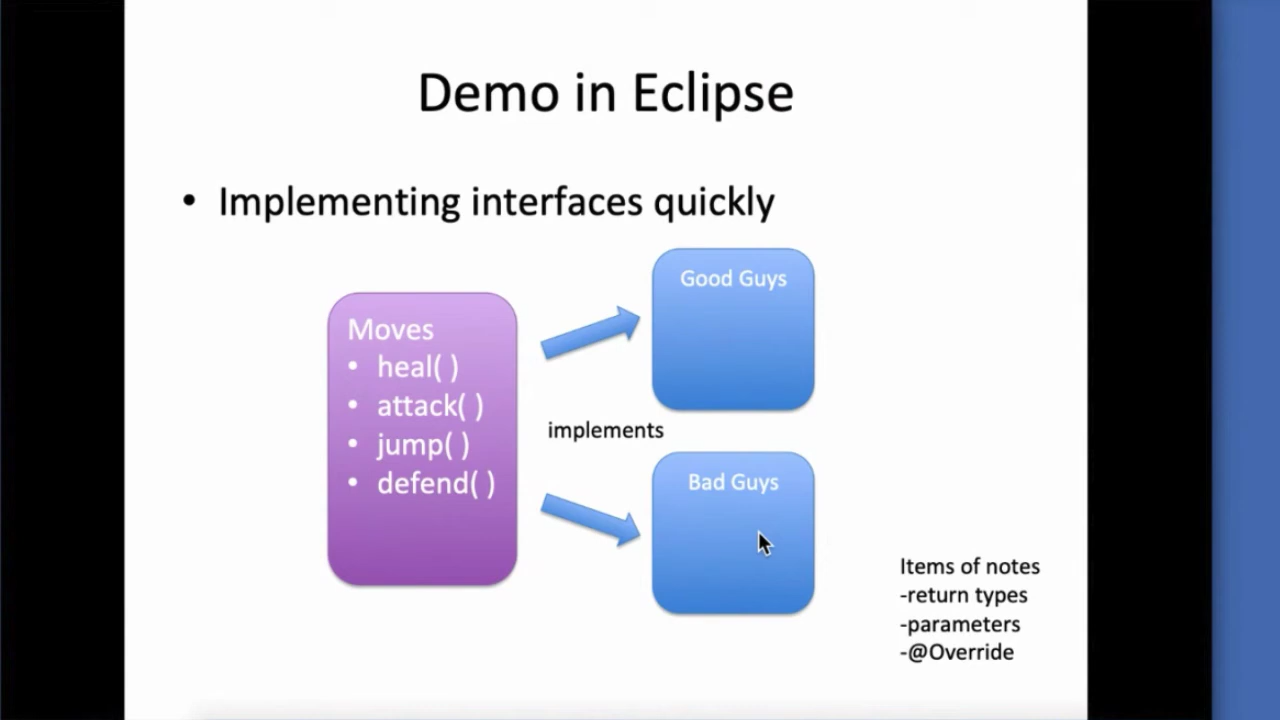 Demo in Eclipse
• Implementing interfaces quickly
Moves
• heal( )
• attack( )
• jump( )
• defend( )
implements
Good Guys
Bad Guys
Items of notes
-return types
-parameters
-@Override